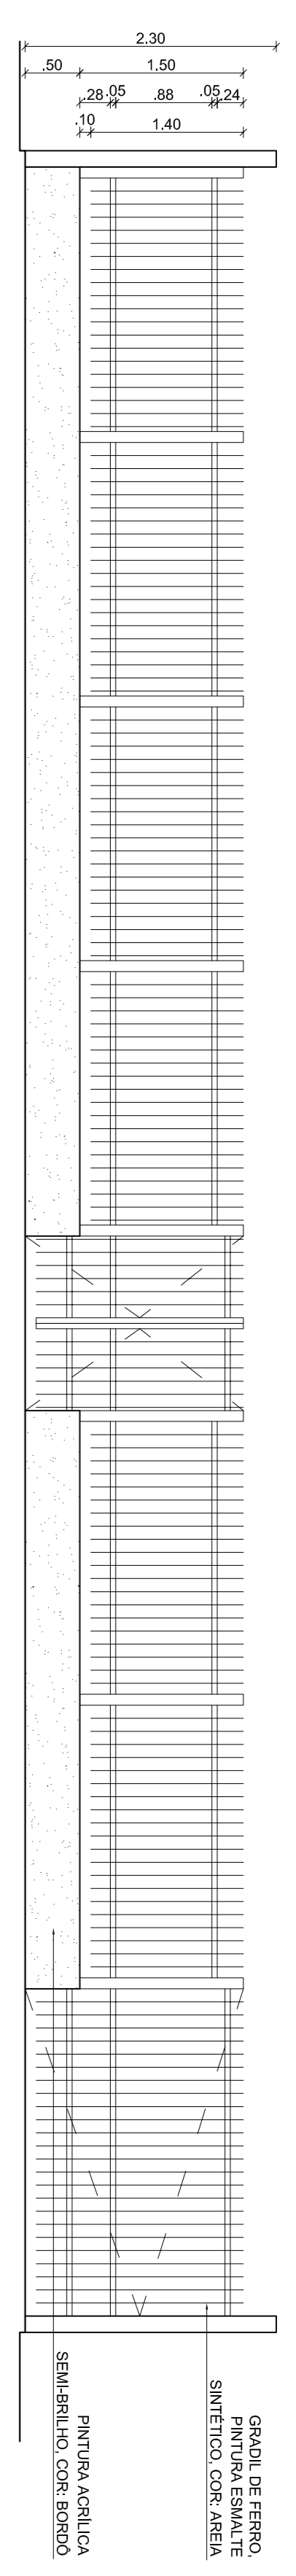 2.30
.50
1.50
.28
.05
.88
.05
.24
.10
1.40
GRADIL DE FERRO,
PINTURA ESMALTE
SINTÉTICO, COR: AREIA
PINTURA ACRÍLICA
SEMI-BRILHO, COR: BORDÔ